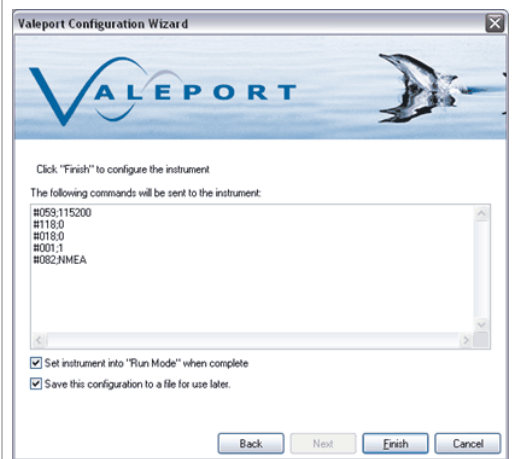 Valeport Configuration Wizard
VALEPORT
Click "Finish" to configure the instrument
The following commands will be sent to the instrument:
#059;115200
#118;0
#018;0
#001;1
#082;NMEA
Set instrument into "Run Mode" when complete
Save this configuration to a file for use later.
Back Next Finish Cancel